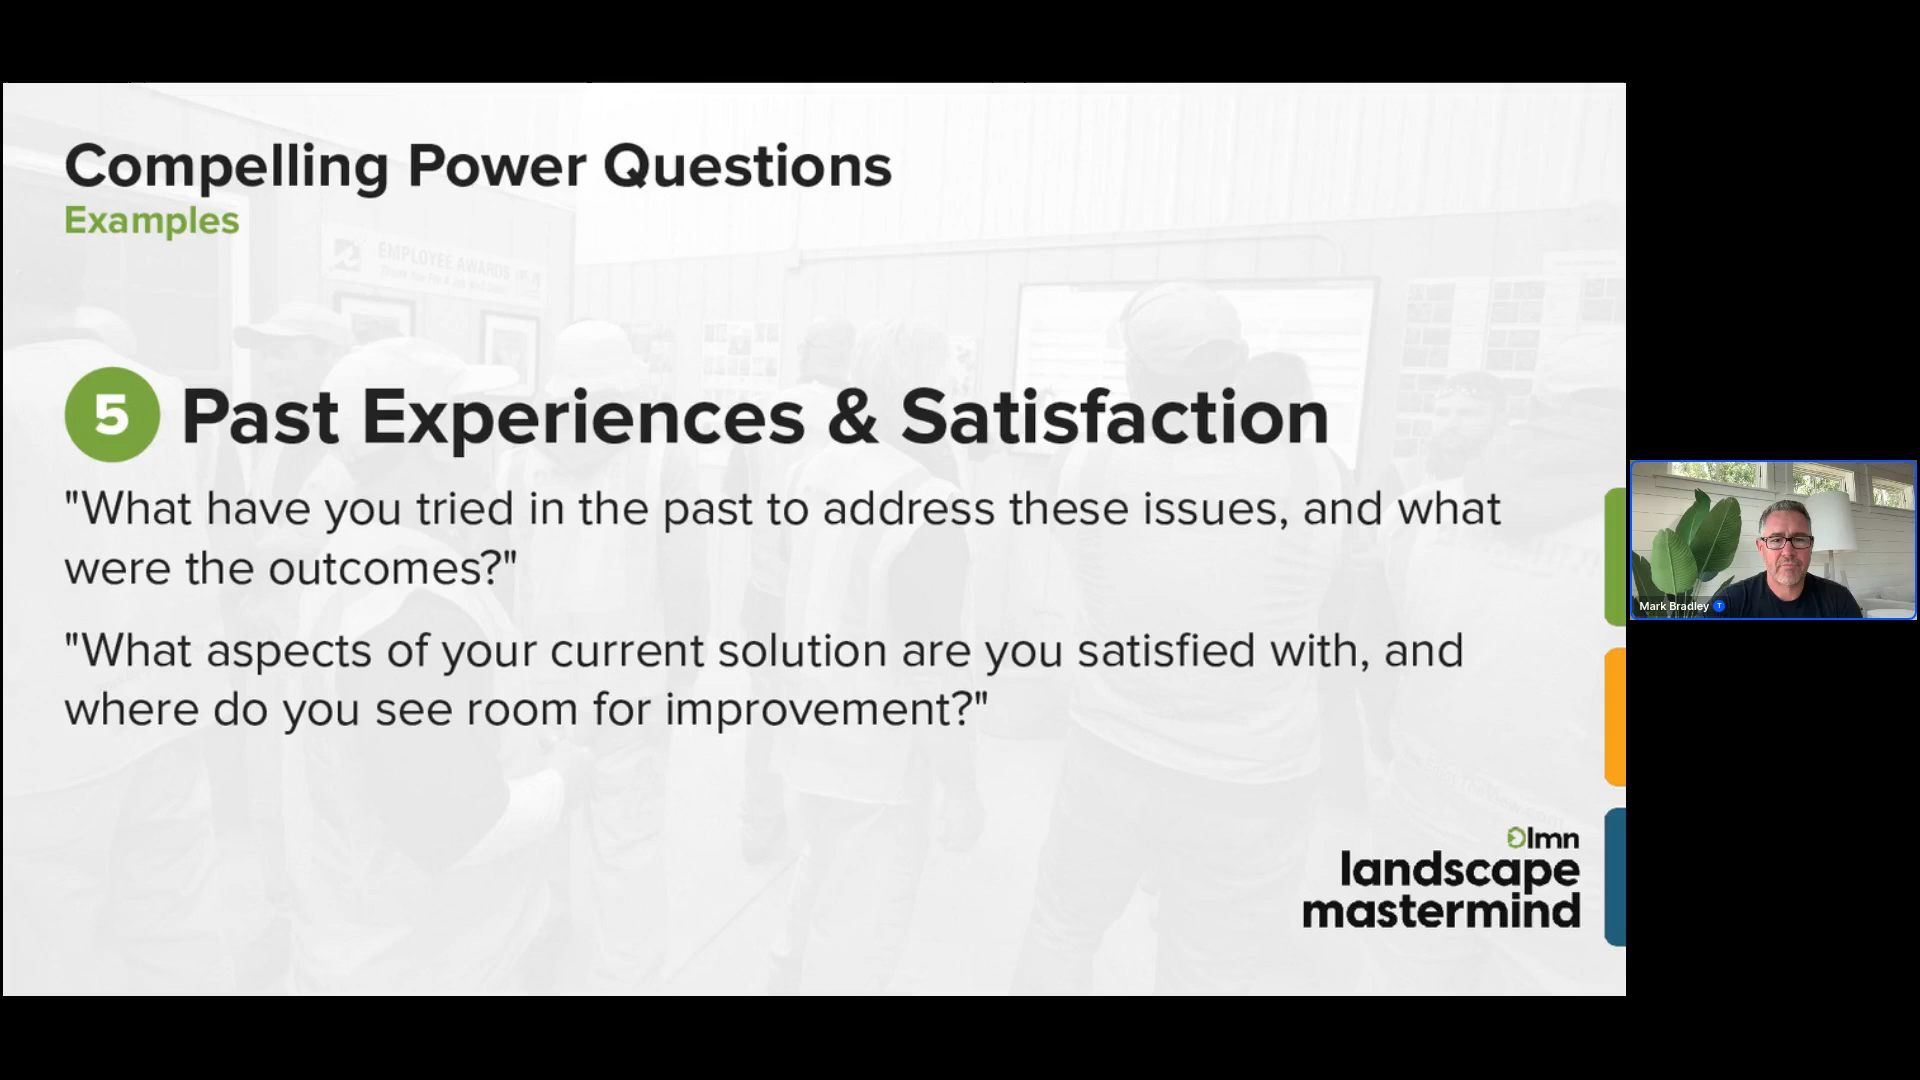 Compelling Power Questions
Examples
EMPLOYEE AWARDS
5 Past Experiences & Satisfaction
"What have you tried in the past to address these issues, and what
were the outcomes?"
"What aspects of your current solution are you satisfied with, and
where do you see room for improvement?"
lmn
landscape
mastermind
Mark Bradley
T